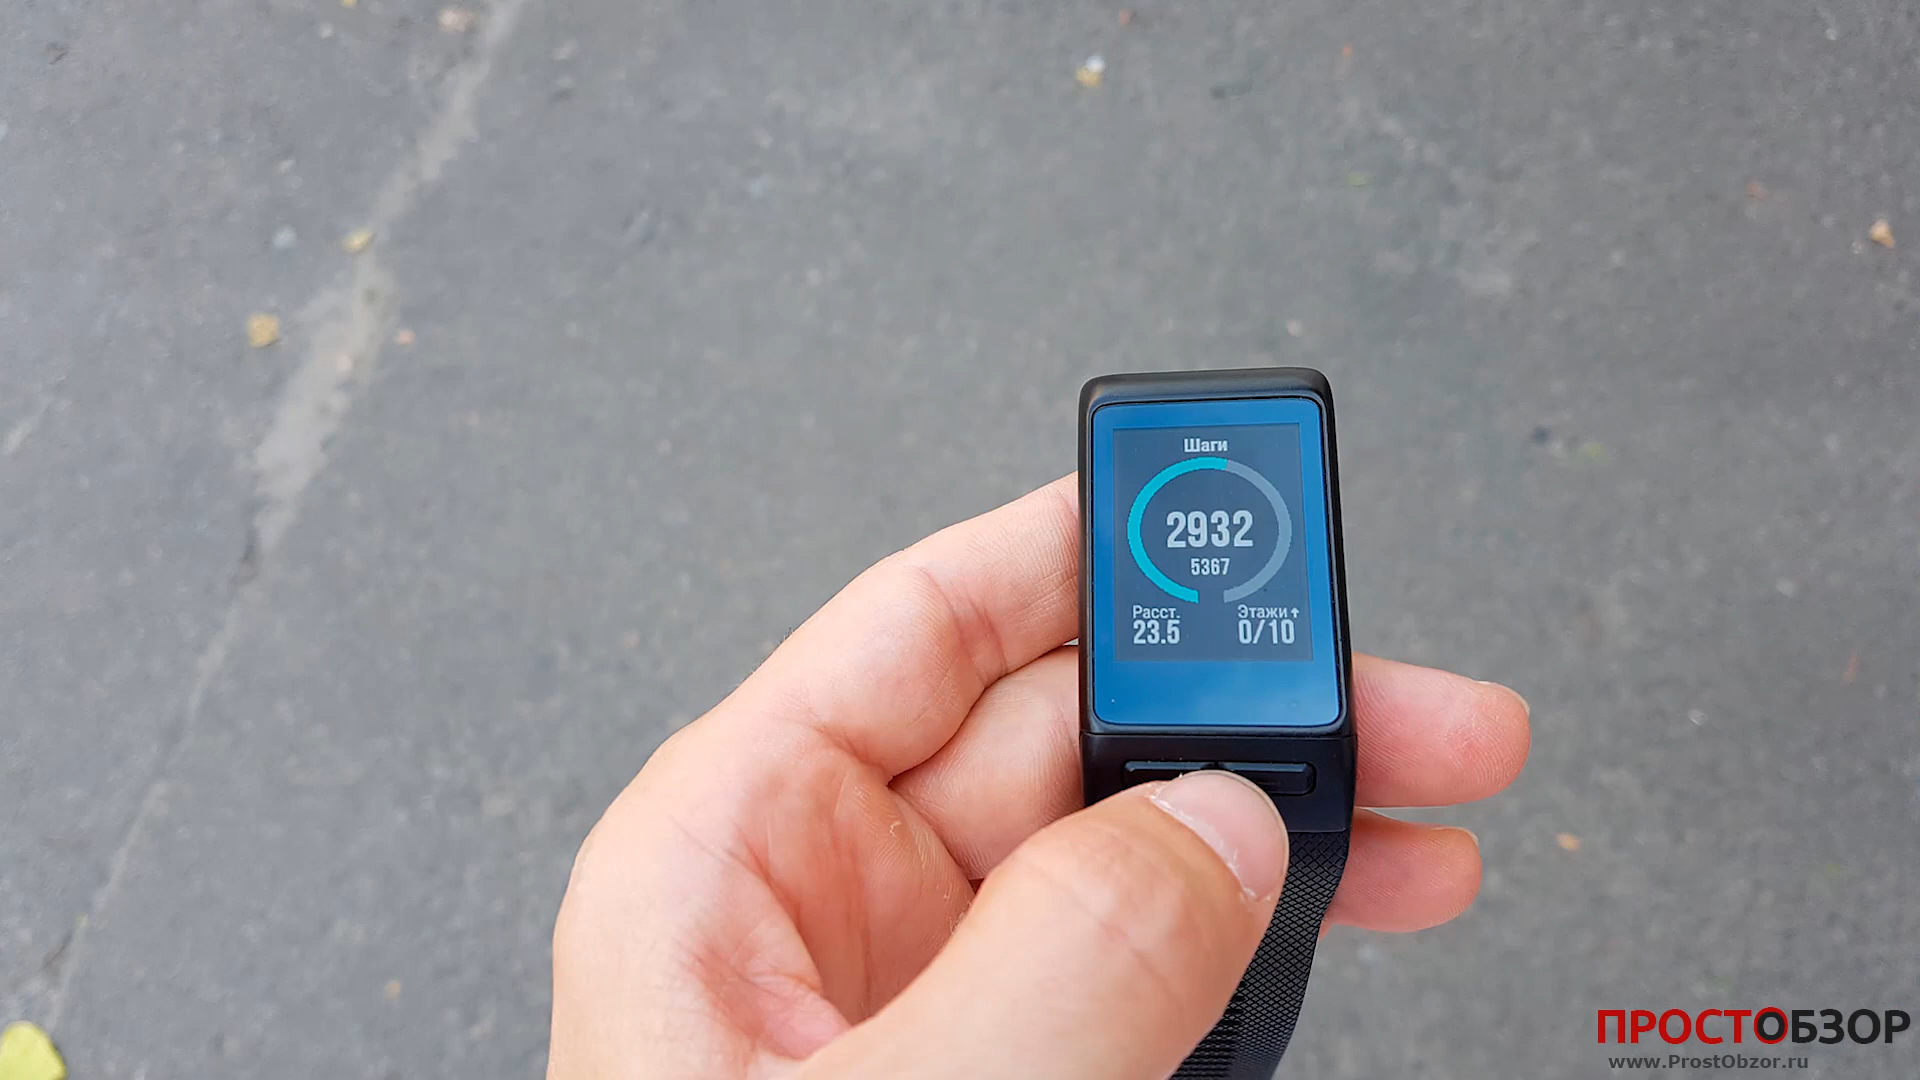 Шаги
2932
5367
Расст. Этажи↑
23.5 0/10
ПРОСТОБЗОР
www.ProstObzor.ru